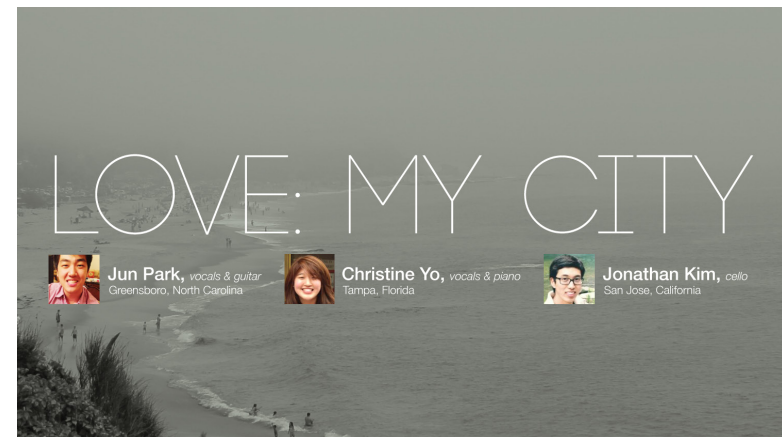 LOVE: MY CITY
Jun Park, vocals & guitar
Greensboro, North Carolina
Christine Yo, vocals & piano
Tampa, Florida
Jonathan Kim, cello
San Jose, California